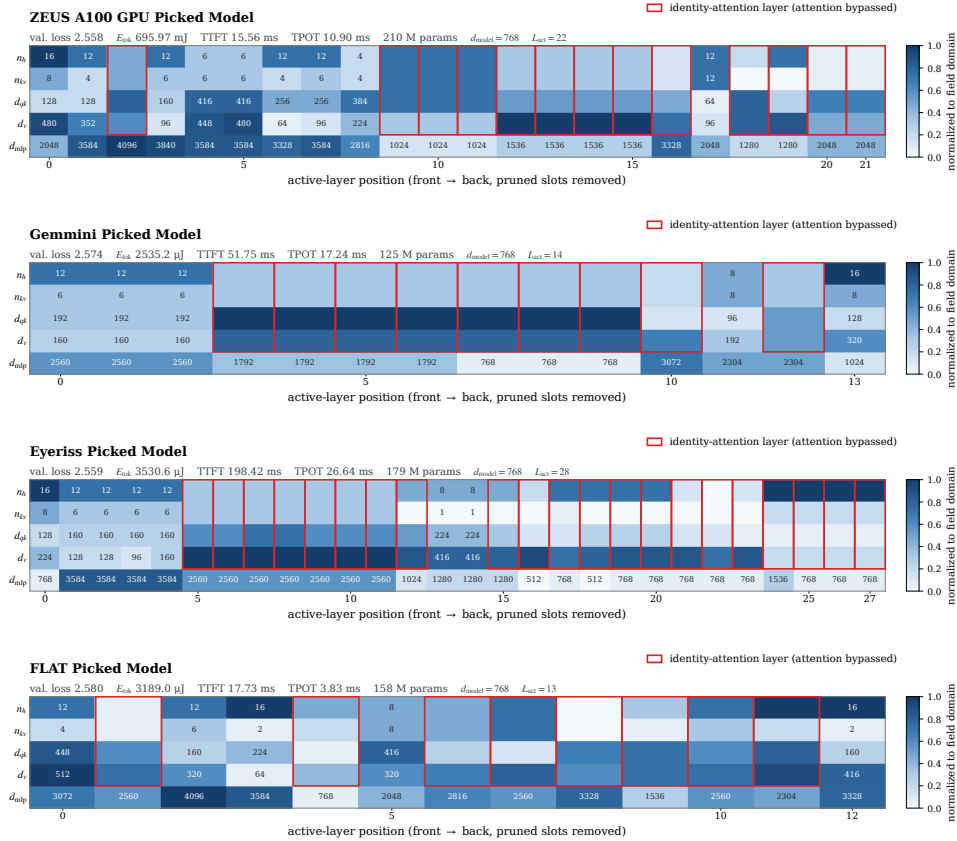 ZEUS A100 GPU Picked Model
identity-attention layer (attention bypassed)
val. loss 2.558 E_tok 695.97 mJ TTFT 15.56 ms TPOT 10.90 ms 210 M params d_model=768 L_act=22
n_h 16 12 12 6 6 12 12 4 12
n_kv 8 4 6 6 6 4 6 4 12
d_qk 128 128 160 416 416 256 256 384 64
d_v 480 352 96 448 480 64 96 224 96
d_mlp 2048 3584 4096 3840 3584 3584 3328 3584 2816 1024 1024 1024 1536 1536 1536 1536 3328 2048 1280 1280 2048 2048
0 5 10 15 20 21
active-layer position (front → back, pruned slots removed)
1.0
0.8
0.6
0.4
0.2
0.0
normalized to field domain
Gemmini Picked Model
identity-attention layer (attention bypassed)
val. loss 2.574 E_tok 2535.2 μJ TTFT 51.75 ms TPOT 17.24 ms 125 M params d_model=768 L_act=14
n_h 12 12 12 8 16
n_kv 6 6 6 8 8
d_qk 192 192 192 96 128
d_v 160 160 160 192 320
d_mlp 2560 2560 2560 1792 1792 1792 1792 768 768 768 3072 2304 2304 1024
0 5 10 13
active-layer position (front → back, pruned slots removed)
1.0
0.8
0.6
0.4
0.2
0.0
normalized to field domain
Eyeriss Picked Model
identity-attention layer (attention bypassed)
val. loss 2.559 E_tok 3530.6 μJ TTFT 198.42 ms TPOT 26.64 ms 179 M params d_model=768 L_act=28
n_h 16 12 12 12 12 8 8
n_kv 8 6 6 6 6 1 1
d_qk 128 160 160 160 160 224 224
d_v 224 128 128 96 160 416 416
d_mlp 768 3584 3584 3584 3584 2560 2560 2560 2560 2560 2560 2560 1024 1280 1280 1280 512 768 512 768 768 768 768 768 1536 768 768 768
0 5 10 15 20 25 27
active-layer position (front → back, pruned slots removed)
1.0
0.8
0.6
0.4
0.2
0.0
normalized to field domain
FLAT Picked Model
identity-attention layer (attention bypassed)
val. loss 2.580 E_tok 3189.0 μJ TTFT 17.73 ms TPOT 3.83 ms 158 M params d_model=768 L_act=13
n_h 12 12 16 8 16
n_kv 4 6 2 8 2
d_qk 448 160 224 416 160
d_v 512 320 64 320 416
d_mlp 3072 2560 4096 3584 768 2048 2816 2560 3328 1536 2560 2304 3328
0 5 10 12
active-layer position (front → back, pruned slots removed)
1.0
0.8
0.6
0.4
0.2
0.0
normalized to field domain